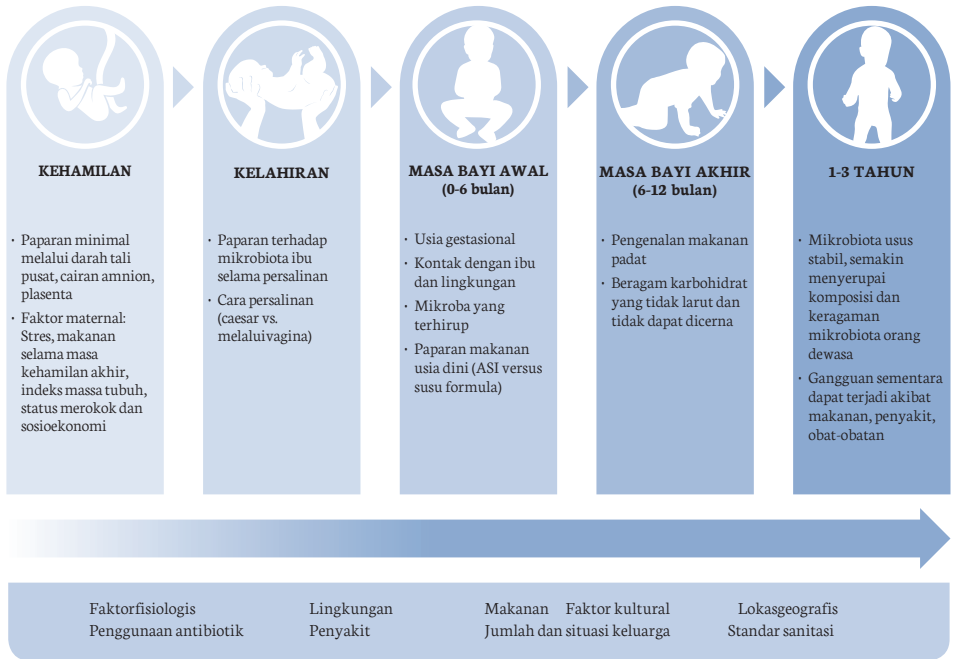 KEHAMILAN
· Paparan minimal
melalui darah tali
pusat, cairan amnion,
plasenta
· Faktor maternal:
Stres, makanan
selama masa
kehamilan akhir,
indeks massa tubuh,
status merokok dan
sosioekonomi
KELAHIRAN
· Paparan terhadap
mikrobiota ibu
selama persalinan
· Cara persalinan
(caesar vs.
melaluivagina)
MASA BAYI AWAL
(0-6 bulan)
· Usia gestasional
· Kontak dengan ibu
dan lingkungan
· Mikroba yang
terhirup
· Paparan makanan
usia dini (ASI versus
susu formula)
MASA BAYI AKHIR
(6-12 bulan)
· Pengenalan makanan
padat
· Beragam karbohidrat
yang tidak larut dan
tidak dapat dicerna
1-3 TAHUN
· Mikrobiota usus
stabil, semakin
menyerupai
komposisi dan
keragaman
mikrobiota orang
dewasa
· Gangguan sementara
dapat terjadi akibat
makanan, penyakit,
obat-obatan
Faktorfisiologis Lingkungan Makanan Faktor kultural Lokasgeografis
Penggunaan antibiotik Penyakit Jumlah dan situasi keluarga Standar sanitasi